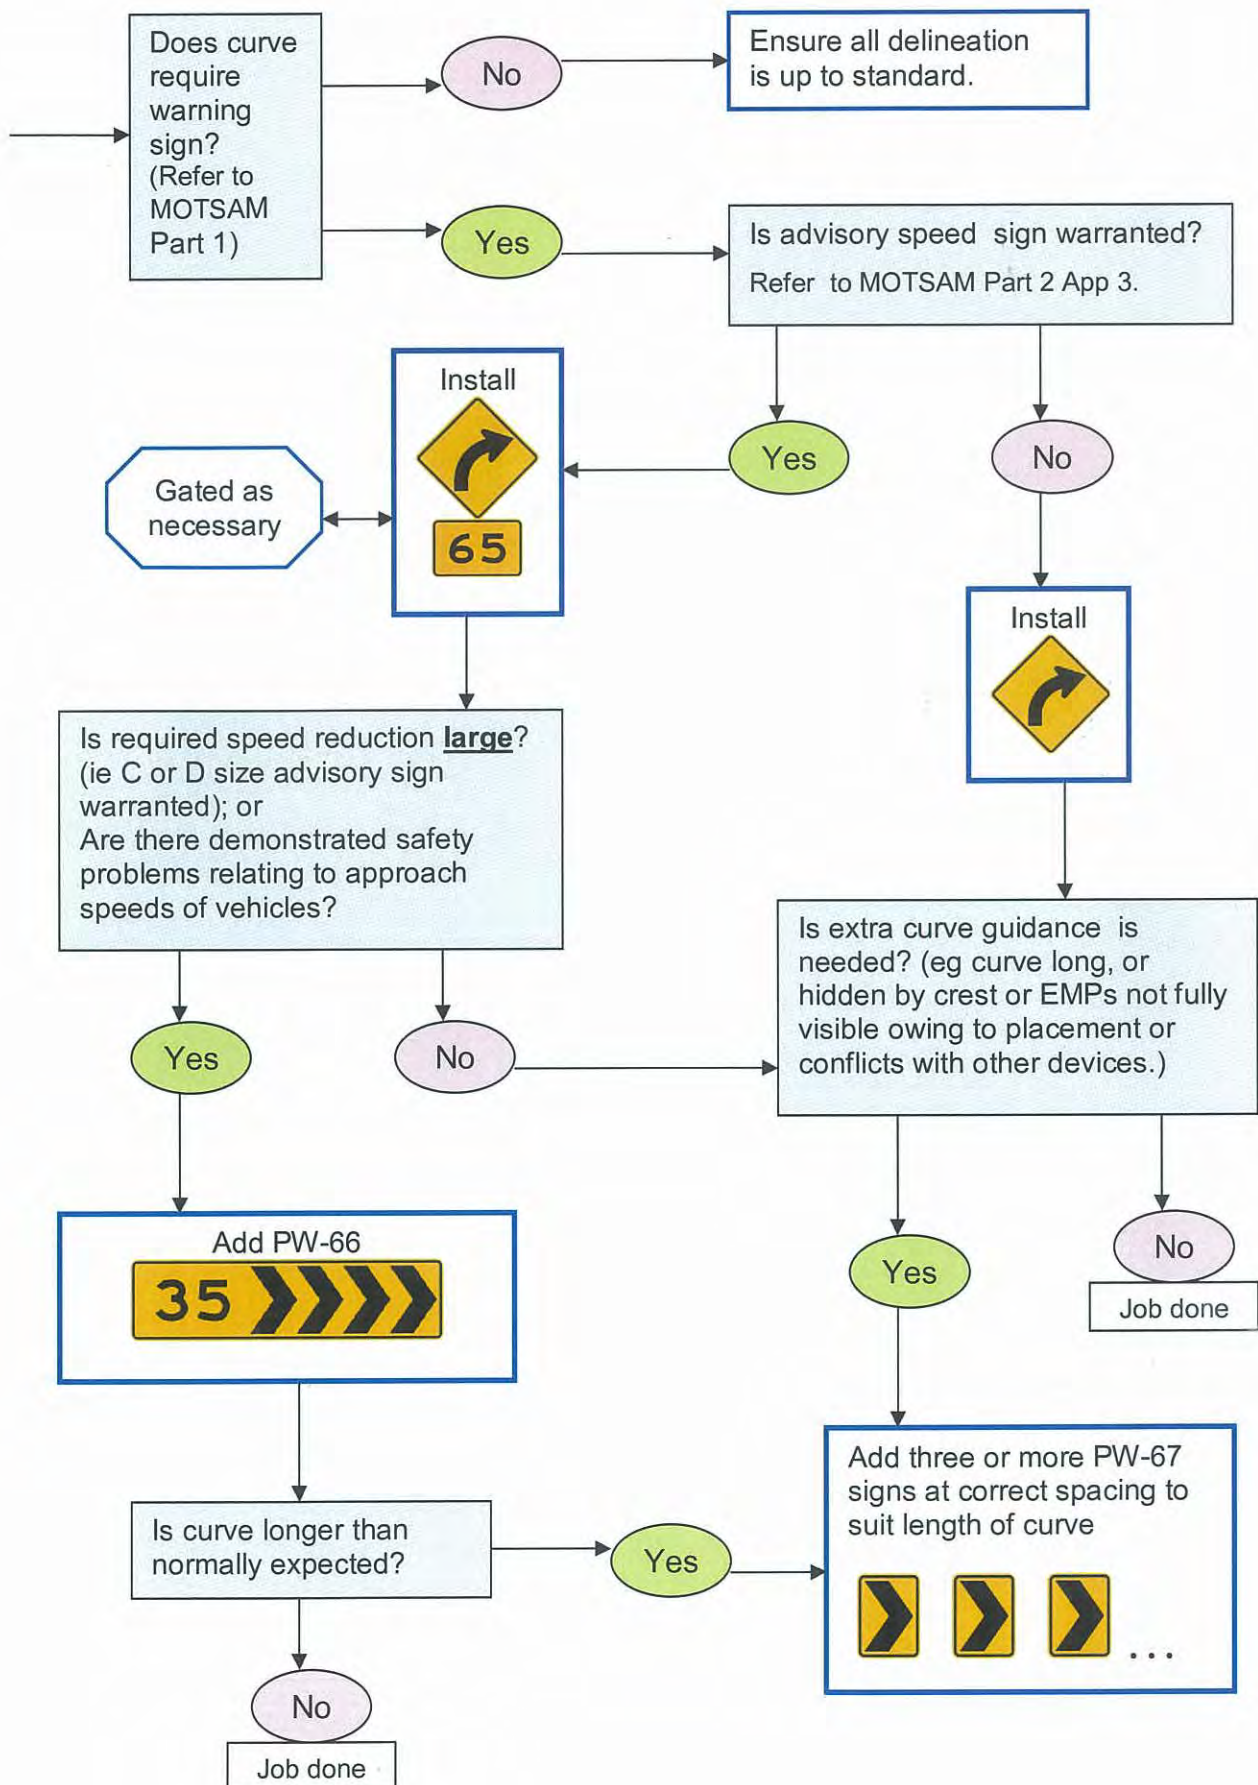 Does curve
require
warning
sign?
(Refer to
MOTSAM
Part 1)
No
Ensure all delineation
is up to standard.
Yes
Is advisory speed sign warranted?
Refer to MOTSAM Part 2 App 3.
Yes
No
Install
65
Gated as
necessary
Install
Is required speed reduction large?
(ie C or D size advisory sign
warranted); or
Are there demonstrated safety
problems relating to approach
speeds of vehicles?
Is extra curve guidance is
needed? (eg curve long, or
hidden by crest or EMPs not fully
visible owing to placement or
conflicts with other devices.)
Yes
No
Yes
No
Job done
Add PW-66
35
Add three or more PW-67
signs at correct spacing to
suit length of curve
...
Is curve longer than
normally expected?
Yes
No
Job done